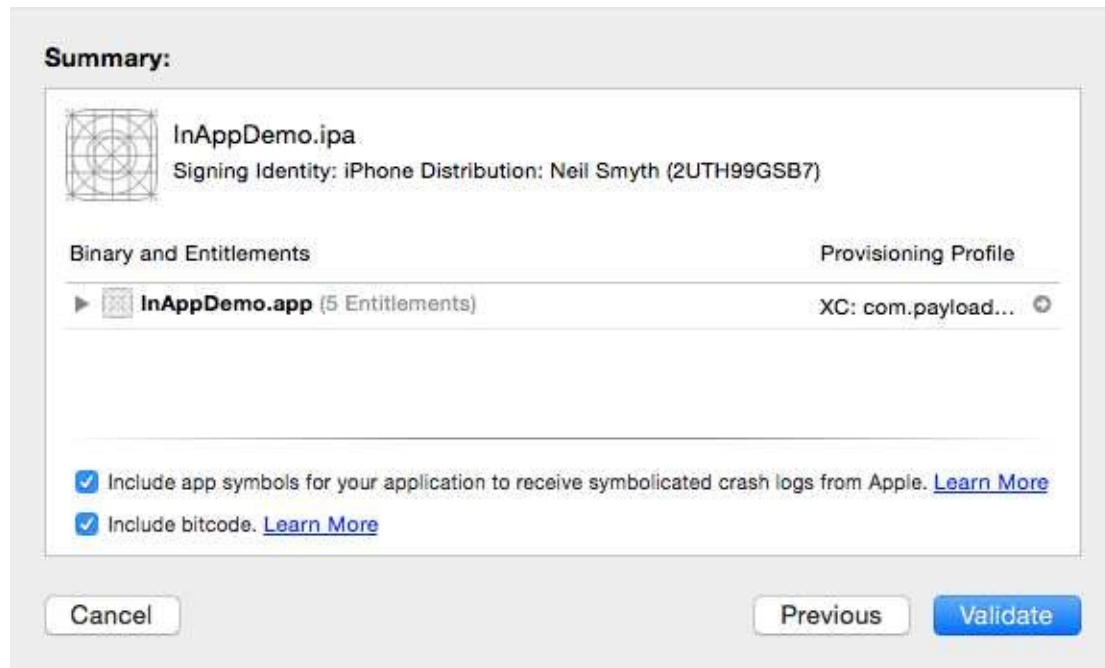 Summary:
InAppDemo.ipa
Signing Identity: iPhone Distribution: Neil Smyth (2UTH99GSB7)
Binary and Entitlements Provisioning Profile
InAppDemo.app (5 Entitlements) XC: com.payload...
Include app symbols for your application to receive symbolicated crash logs from Apple. Learn More
Include bitcode. Learn More
Cancel Previous Validate